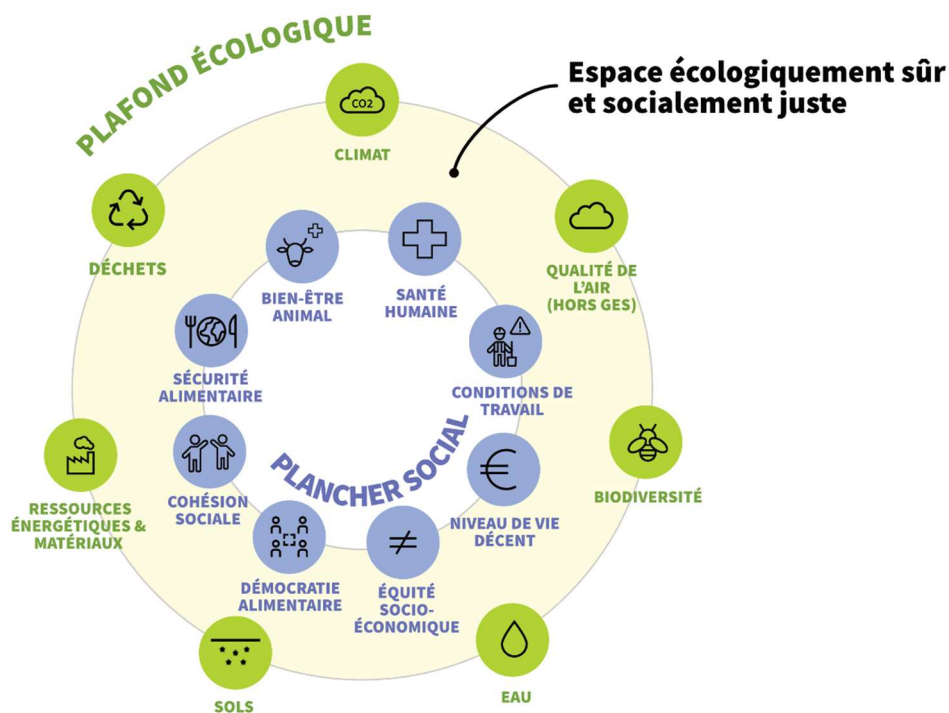 PLAFOND ÉCOLOGIQUE
Espace écologiquement sûr
et socialement juste
CO2
CLIMAT
DÉCHETS
QUALITÉ DE
L'AIR
(HORS GES)
BIEN-ÊTRE
ANIMAL
SANTÉ
HUMAINE
SÉCURITÉ
ALIMENTAIRE
CONDITIONS DE
TRAVAIL
PLANCHER SOCIAL
BIODIVERSITÉ
RESSOURCES
ÉNERGÉTIQUES &
MATÉRIAUX
COHÉSION
SOCIALE
NIVEAU DE VIE
DÉCENT
DÉMOCRATIE
ALIMENTAIRE
ÉQUITÉ
SOCIO-
ÉCONOMIQUE
SOLS
EAU